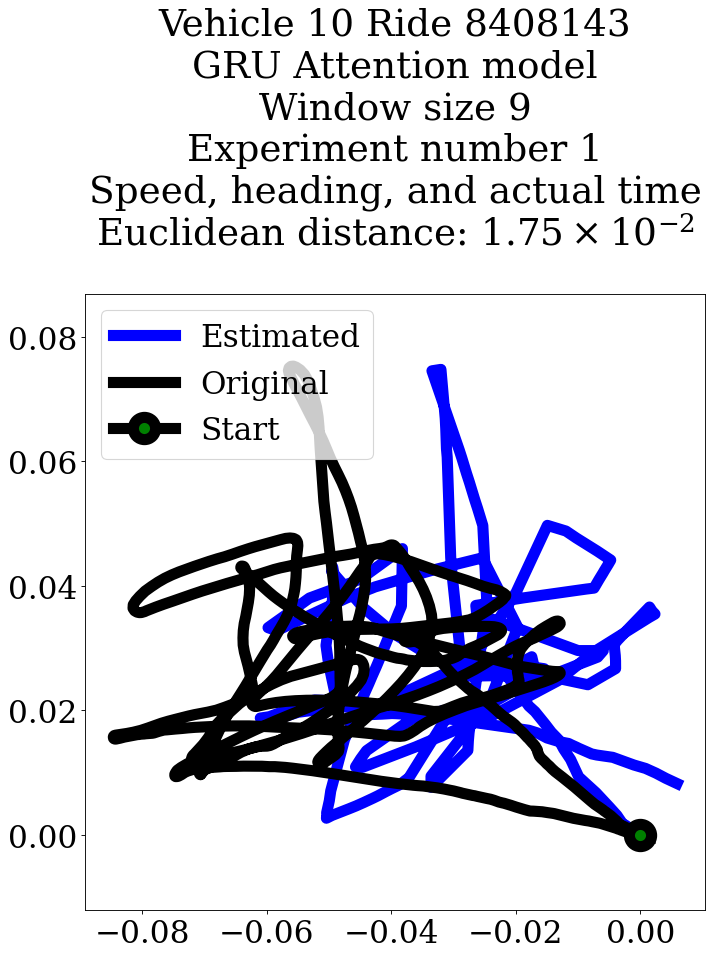 Vehicle 10 Ride 8408143
GRU Attention model
Window size 9
Experiment number 1
Speed, heading, and actual time
Euclidean distance: 1.75 × 10⁻²
0.08
0.06
0.04
0.02
0.00
Estimated
Original
Start
−0.08 −0.06 −0.04 −0.02 0.00